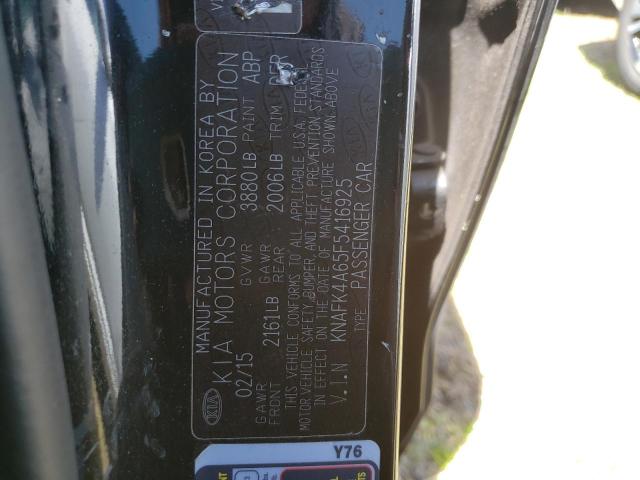 MANUFACTURED IN KOREA BY
KIA MOTORS CORPORATION
02/15 GVWR 3880LB PAINT ABP
GAWR FRONT 2161LB GAWR REAR 2006LB TRIM
THIS VEHICLE CONFORMS TO ALL APPLICABLE U.S.A. FEDERAL
MOTOR VEHICLE SAFETY, BUMPER, AND THEFT PREVENTION STANDARDS
IN EFFECT ON THE DATE OF MANUFACTURE SHOWN ABOVE
V.I.N KNAFK4A65F5416925
TYPE PASSENGER CAR
KIA
Y76